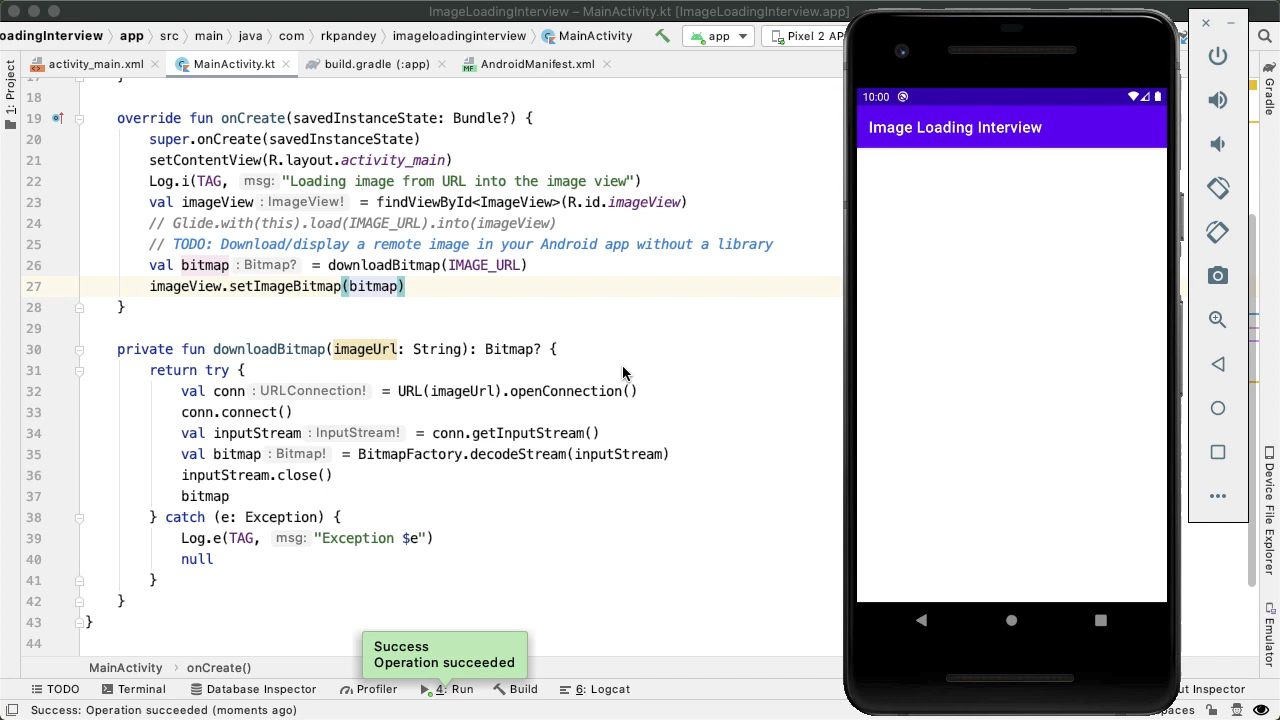 ImageLoadingInterview – MainActivity.kt [ImageLoadingInterview.app]
oadingInterview › app › src › main › java › com › rkpandey › imageloadinginterview › MainActivity
app
Pixel 2 AP
activity_main.xml
MainActivity.kt
build.gradle (:app)
AndroidManifest.xml
1: Project
Gradle
17
18
19 override fun onCreate(savedInstanceState: Bundle?) {
20 super.onCreate(savedInstanceState)
21 setContentView(R.layout.activity_main)
22 Log.i(TAG, msg: "Loading image from URL into the image view")
23 val imageView : ImageView! = findViewById<ImageView>(R.id.imageView)
24 // Glide.with(this).load(IMAGE_URL).into(imageView)
25 // TODO: Download/display a remote image in your Android app without a library
26 val bitmap : Bitmap? = downloadBitmap(IMAGE_URL)
27 imageView.setImageBitmap(bitmap)
28 }
29
30 private fun downloadBitmap(imageUrl: String): Bitmap? {
31 return try {
32 val conn : URLConnection! = URL(imageUrl).openConnection()
33 conn.connect()
34 val inputStream : InputStream! = conn.getInputStream()
35 val bitmap : Bitmap! = BitmapFactory.decodeStream(inputStream)
36 inputStream.close()
37 bitmap
38 } catch (e: Exception) {
39 Log.e(TAG, msg: "Exception $e")
40 null
41 }
42 }
43 }
44
10:00
Image Loading Interview
Device File Explorer
Emulator
Success
Operation succeeded
MainActivity › onCreate()
TODO
Terminal
Database Inspector
Profiler
4: Run
Build
6: Logcat
ut Inspector
Success: Operation succeeded (moments ago)
paces